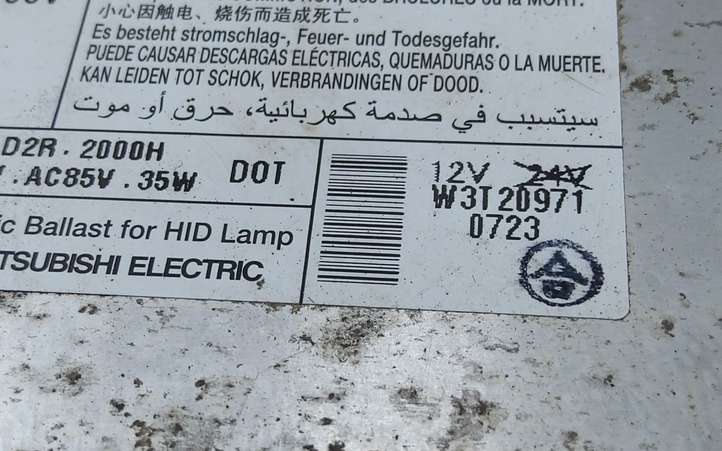 小心因触电、烧伤而造成死亡。
Es besteht stromschlag-, Feuer- und Todesgefahr.
PUEDE CAUSAR DESCARGAS ELÉCTRICAS, QUEMADURAS O LA MUERTE.
KAN LEIDEN TOT SCHOK, VERBRANDINGEN OF DOOD.
سيتسبب في صدمة كهربائية، حرق أو موت
D2R . 2000H
. AC85V . 35W
DOT
c Ballast for HID Lamp
TSUBISHI ELECTRIC
12V 24V
W3T20971
0723
合